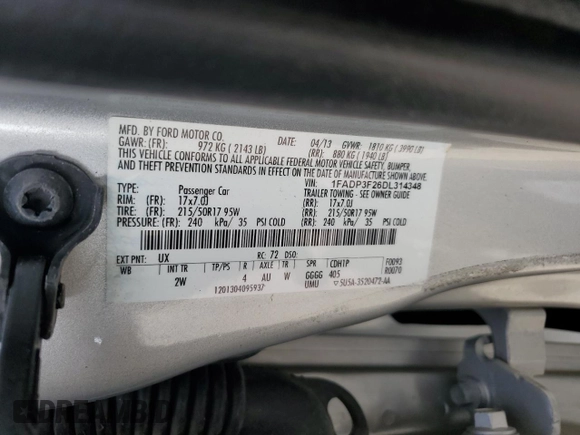 MFD. BY FORD MOTOR CO.
DATE: 04/13 GVWR: 1810 KG ( 3990 LB)
GAWR: (FR): 972 KG ( 2143 LB) (RR): 880 KG ( 1940 LB)
THIS VEHICLE CONFORMS TO ALL APPLICABLE FEDERAL MOTOR VEHICLE SAFETY, BUMPER,
AND THEFT PREVENTION STANDARDS IN EFFECT ON THE DATE OF MANUFACTURE SHOWN ABOVE.
VIN: 1FADP3F26DL314348
TYPE: Passenger Car TRAILER TOWING - SEE OWNER GUIDE
RIM: (FR): 17x7.0J (RR): 17x7.0J
TIRE: (FR): 215/50R17 95W (RR): 215/50R17 95W
PRESSURE: (FR): 240 kPa/ 35 PSI COLD (RR): 240 kPa/ 35 PSI COLD
EXT PNT: UX RC: 72 DSO: F0093
WB INT TR TP/PS R AXLE TR SPR CDH1P R0070
2W 4 AU W GGGG 405
1201304095937 UMU
DREAMBID